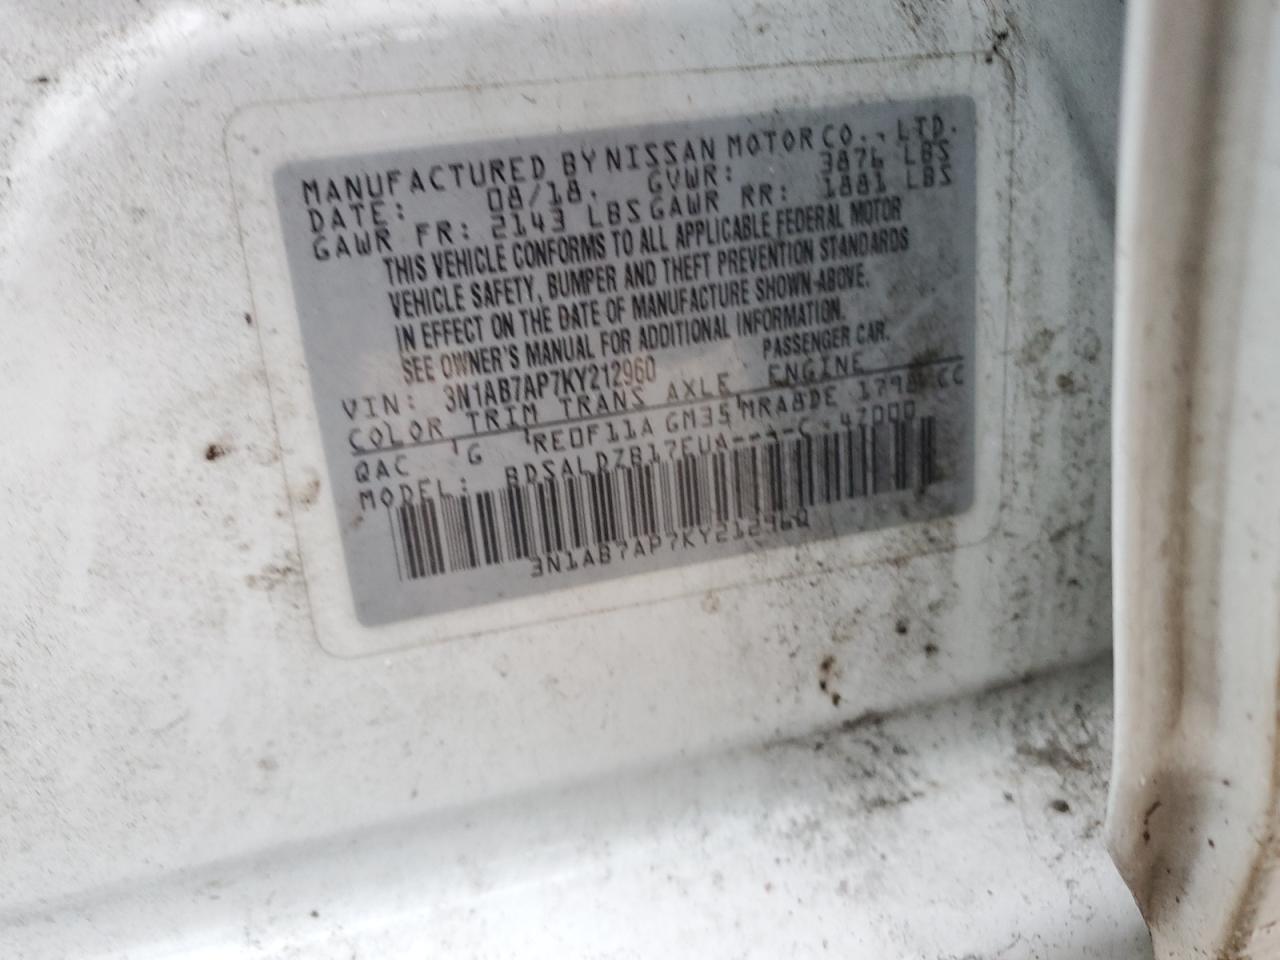 MANUFACTURED BY NISSAN MOTOR CO., LTD.
DATE: 08/18. GVWR: 3876 LBS
GAWR FR: 2143 LBS GAWR RR: 1881 LBS
THIS VEHICLE CONFORMS TO ALL APPLICABLE FEDERAL MOTOR
VEHICLE SAFETY, BUMPER AND THEFT PREVENTION STANDARDS
IN EFFECT ON THE DATE OF MANUFACTURE SHOWN ABOVE.
SEE OWNER'S MANUAL FOR ADDITIONAL INFORMATION.
VIN: 3N1AB7AP7KY212960 PASSENGER CAR.
COLOR TRIM TRANS AXLE ENGINE
QAC G RE0F11A GM35 MRA8DE CC
MODEL:
3N1AB7AP7KY212960